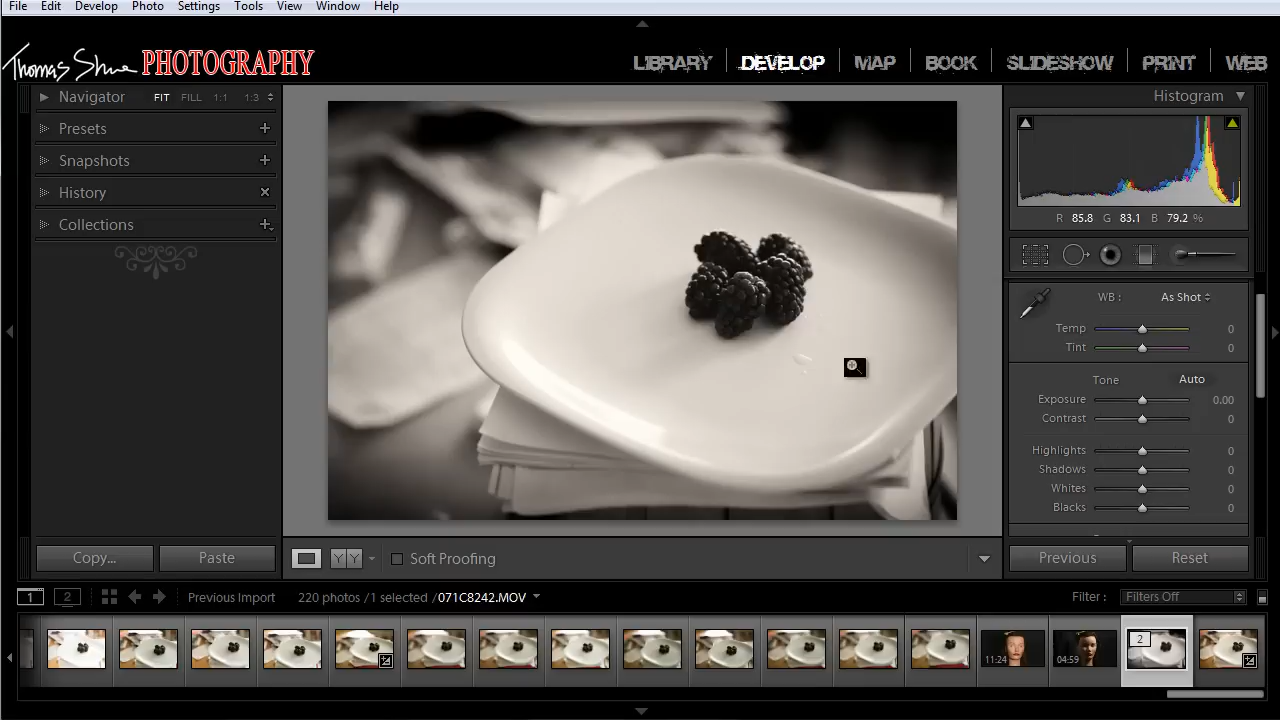 File Edit Develop Photo Settings Tools View Window Help
Thomas Shue PHOTOGRAPHY
LIBRARY DEVELOP MAP BOOK SLIDESHOW PRINT WEB
Navigator FIT FILL 1:1 1:3
Presets
Snapshots
History
Collections
Histogram
R 85.8 G 83.1 B 79.2 %
WB : As Shot
Temp 0
Tint 0
Tone Auto
Exposure 0.00
Contrast 0
Highlights 0
Shadows 0
Whites 0
Blacks 0
Copy... Paste
Y Y Soft Proofing
Previous Reset
1 2 Previous Import 220 photos /1 selected /071C8242.MOV Filter : Filters Off
11:24 04:59 2